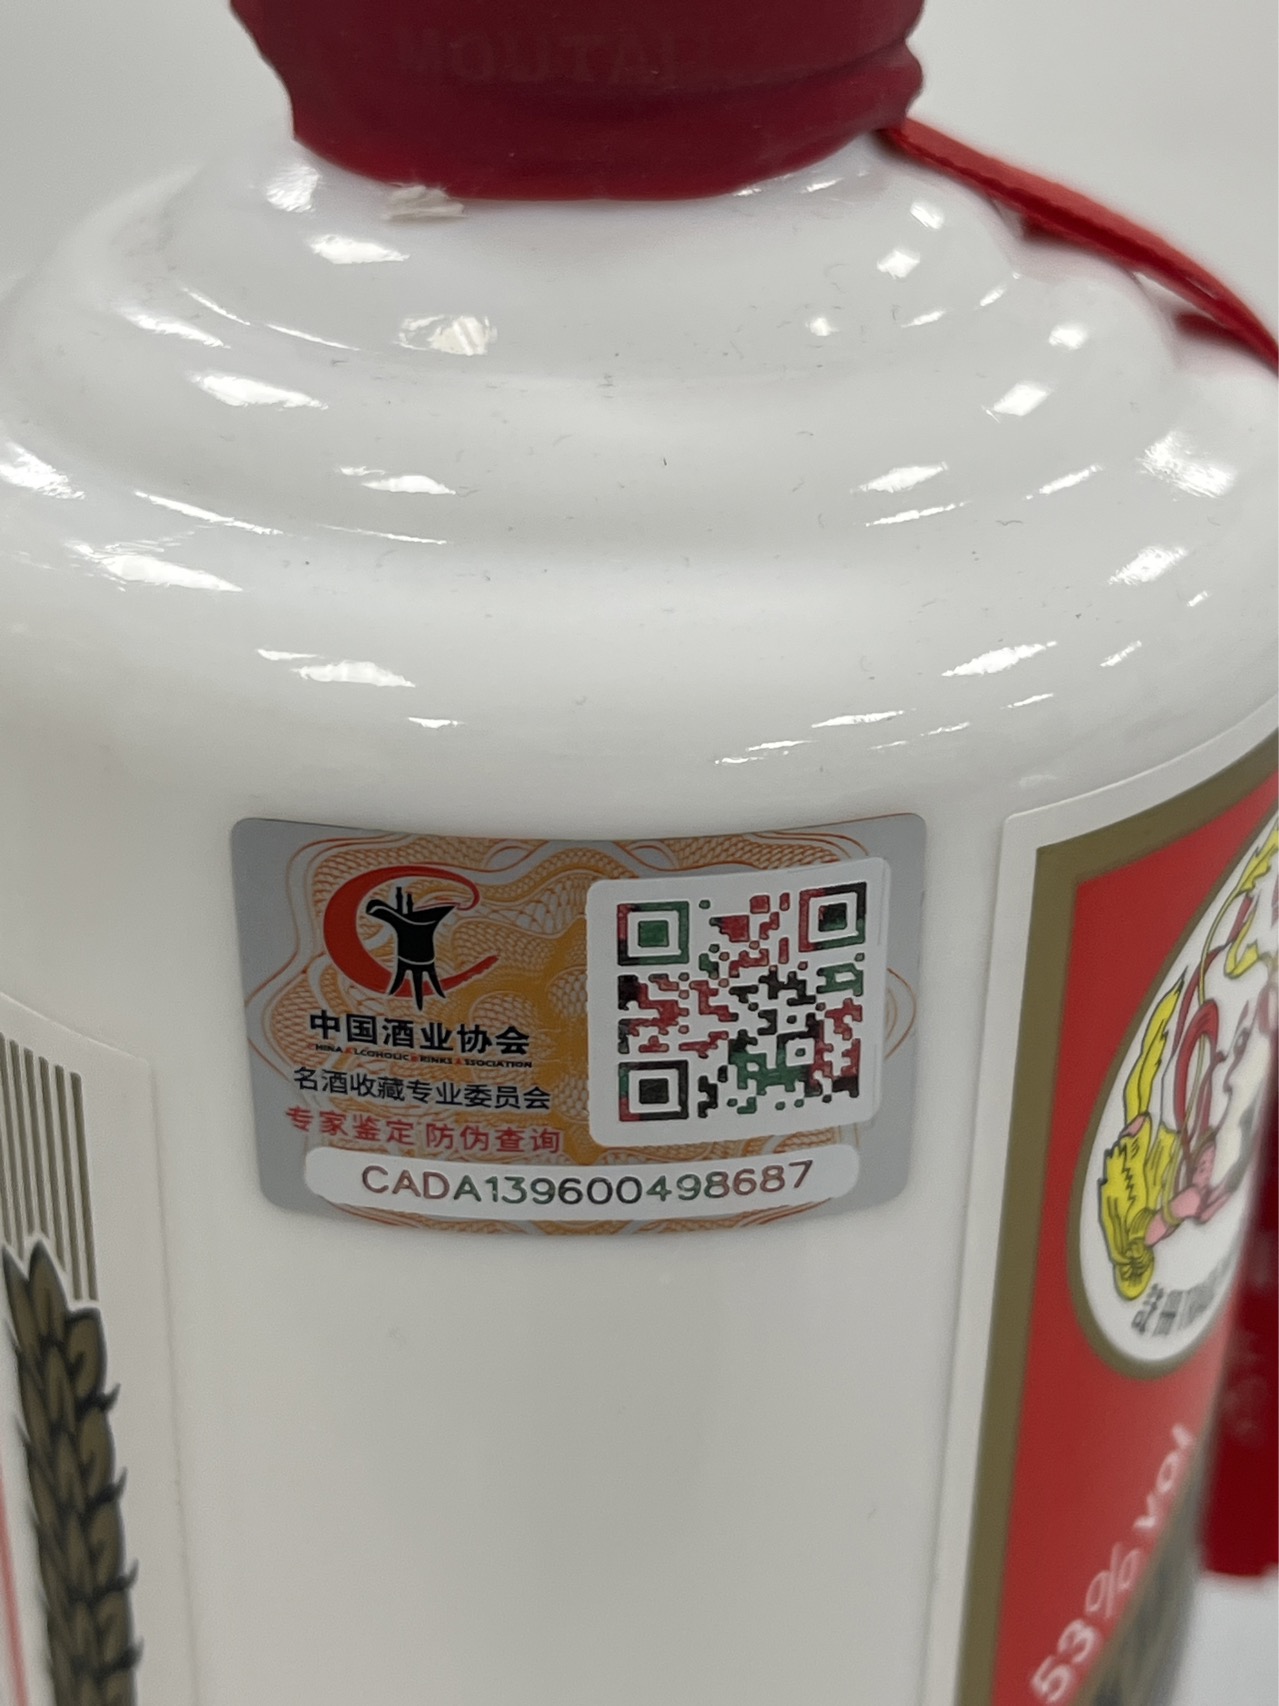 中国酒业协会
CHINA ALCOHOLIC DRINKS ASSOCIATION
名酒收藏专业委员会
专家鉴定 防伪查询
CADA139600498687
53% vol